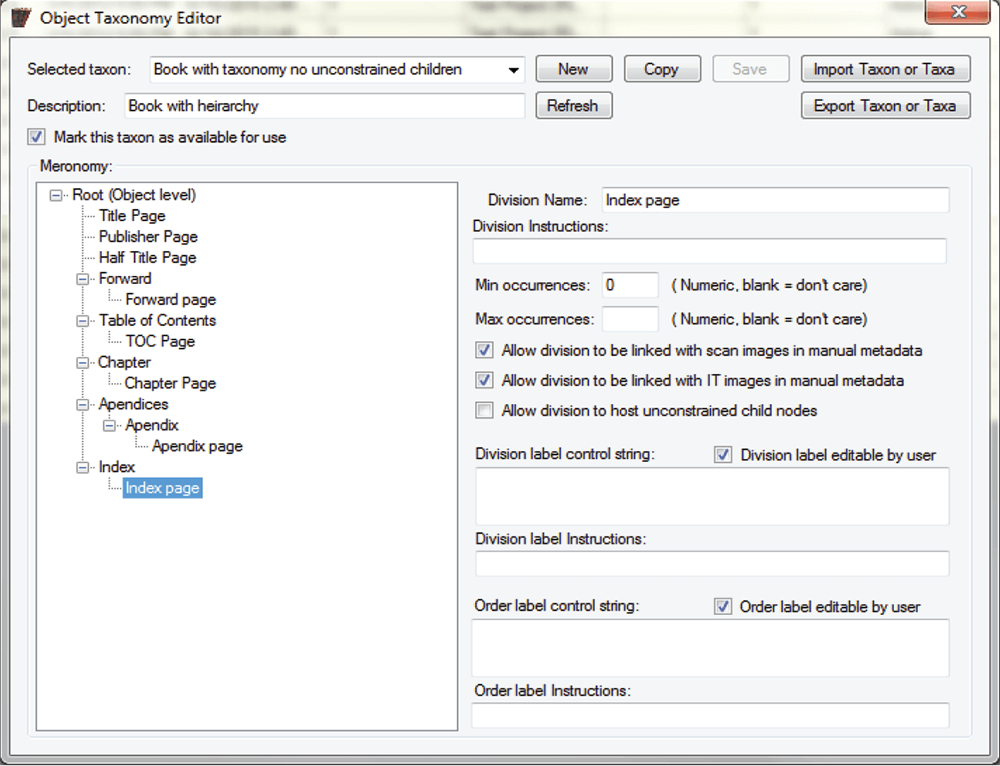 Object Taxonomy Editor
Selected taxon: Book with taxonomy no unconstrained children New Copy Save Import Taxon or Taxa
Description: Book with heirarchy Refresh Export Taxon or Taxa
Mark this taxon as available for use
Meronomy:
Root (Object level)
Title Page
Publisher Page
Half Title Page
Forward
Forward page
Table of Contents
TOC Page
Chapter
Chapter Page
Apendices
Apendix
Apendix page
Index
Index page
Division Name: Index page
Division Instructions:
Min occurrences: 0 ( Numeric, blank = don't care)
Max occurrences: ( Numeric, blank = don't care)
Allow division to be linked with scan images in manual metadata
Allow division to be linked with IT images in manual metadata
Allow division to host unconstrained child nodes
Division label control string: Division label editable by user
Division label Instructions:
Order label control string: Order label editable by user
Order label Instructions: